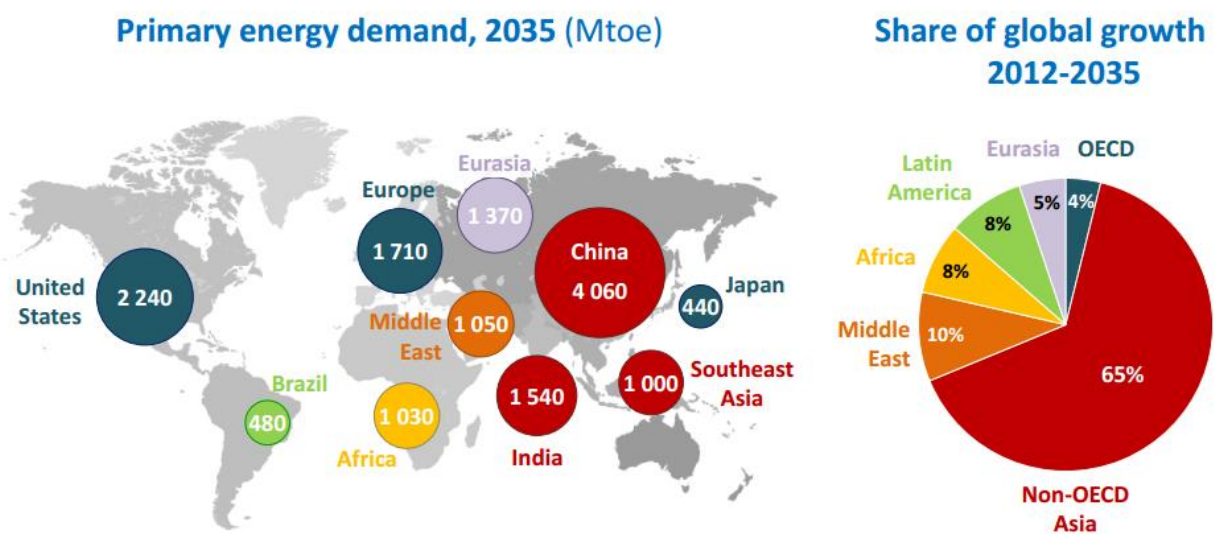 Primary energy demand, 2035 (Mtoe)
Share of global growth
2012-2035
Eurasia
1 370
Europe
1 710
China
4 060
United
States
2 240
Japan
440
Middle
East
1 050
Southeast
Asia
1 000
Brazil
480
Africa
1 030
India
1 540
Eurasia
OECD
Latin
America
5%
4%
8%
Africa
8%
Middle
East
10%
65%
Non-OECD
Asia